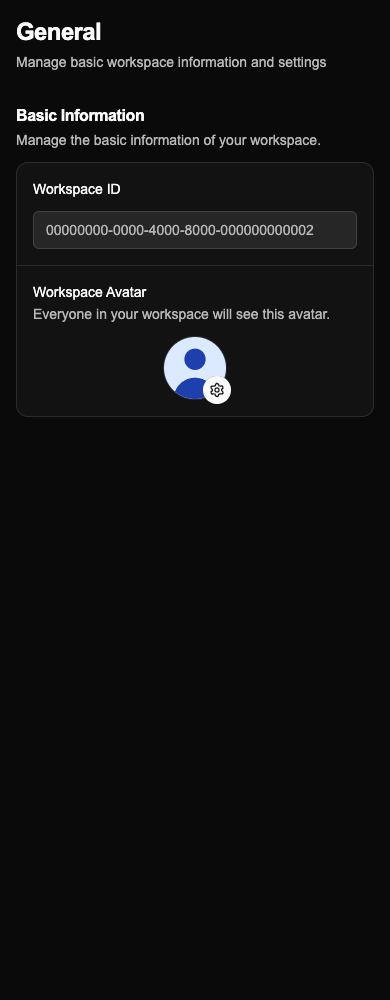 General
Manage basic workspace information and settings
Basic Information
Manage the basic information of your workspace.
Workspace ID
00000000-0000-4000-8000-000000000002
Workspace Avatar
Everyone in your workspace will see this avatar.